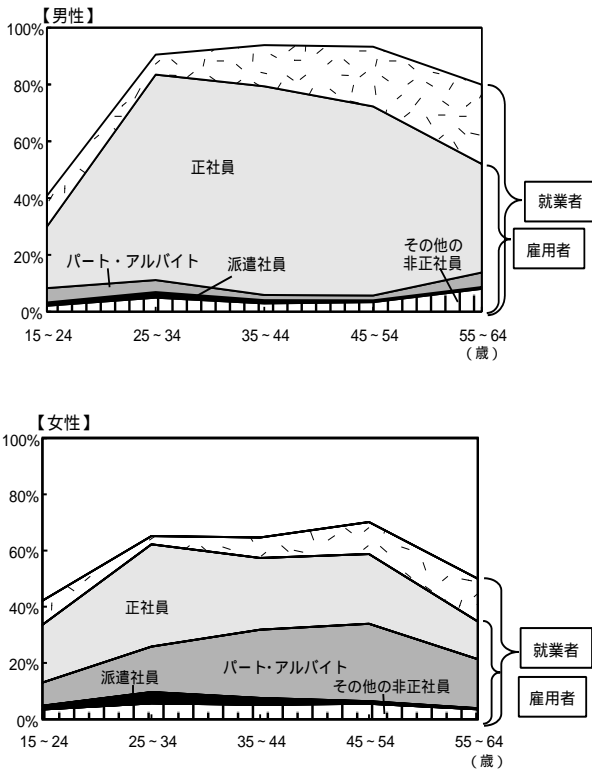 【男性】
100%
80%
60%
40%
20%
0%
正社員
パート・アルバイト
派遣社員
その他の
非正社員
就業者
雇用者
15~24
25~34
35~44
45~54
55~64
(歳)
【女性】
100%
80%
60%
40%
20%
0%
正社員
派遣社員
パート・アルバイト
その他の非正社員
就業者
雇用者
15~24
25~34
35~44
45~54
55~64
(歳)